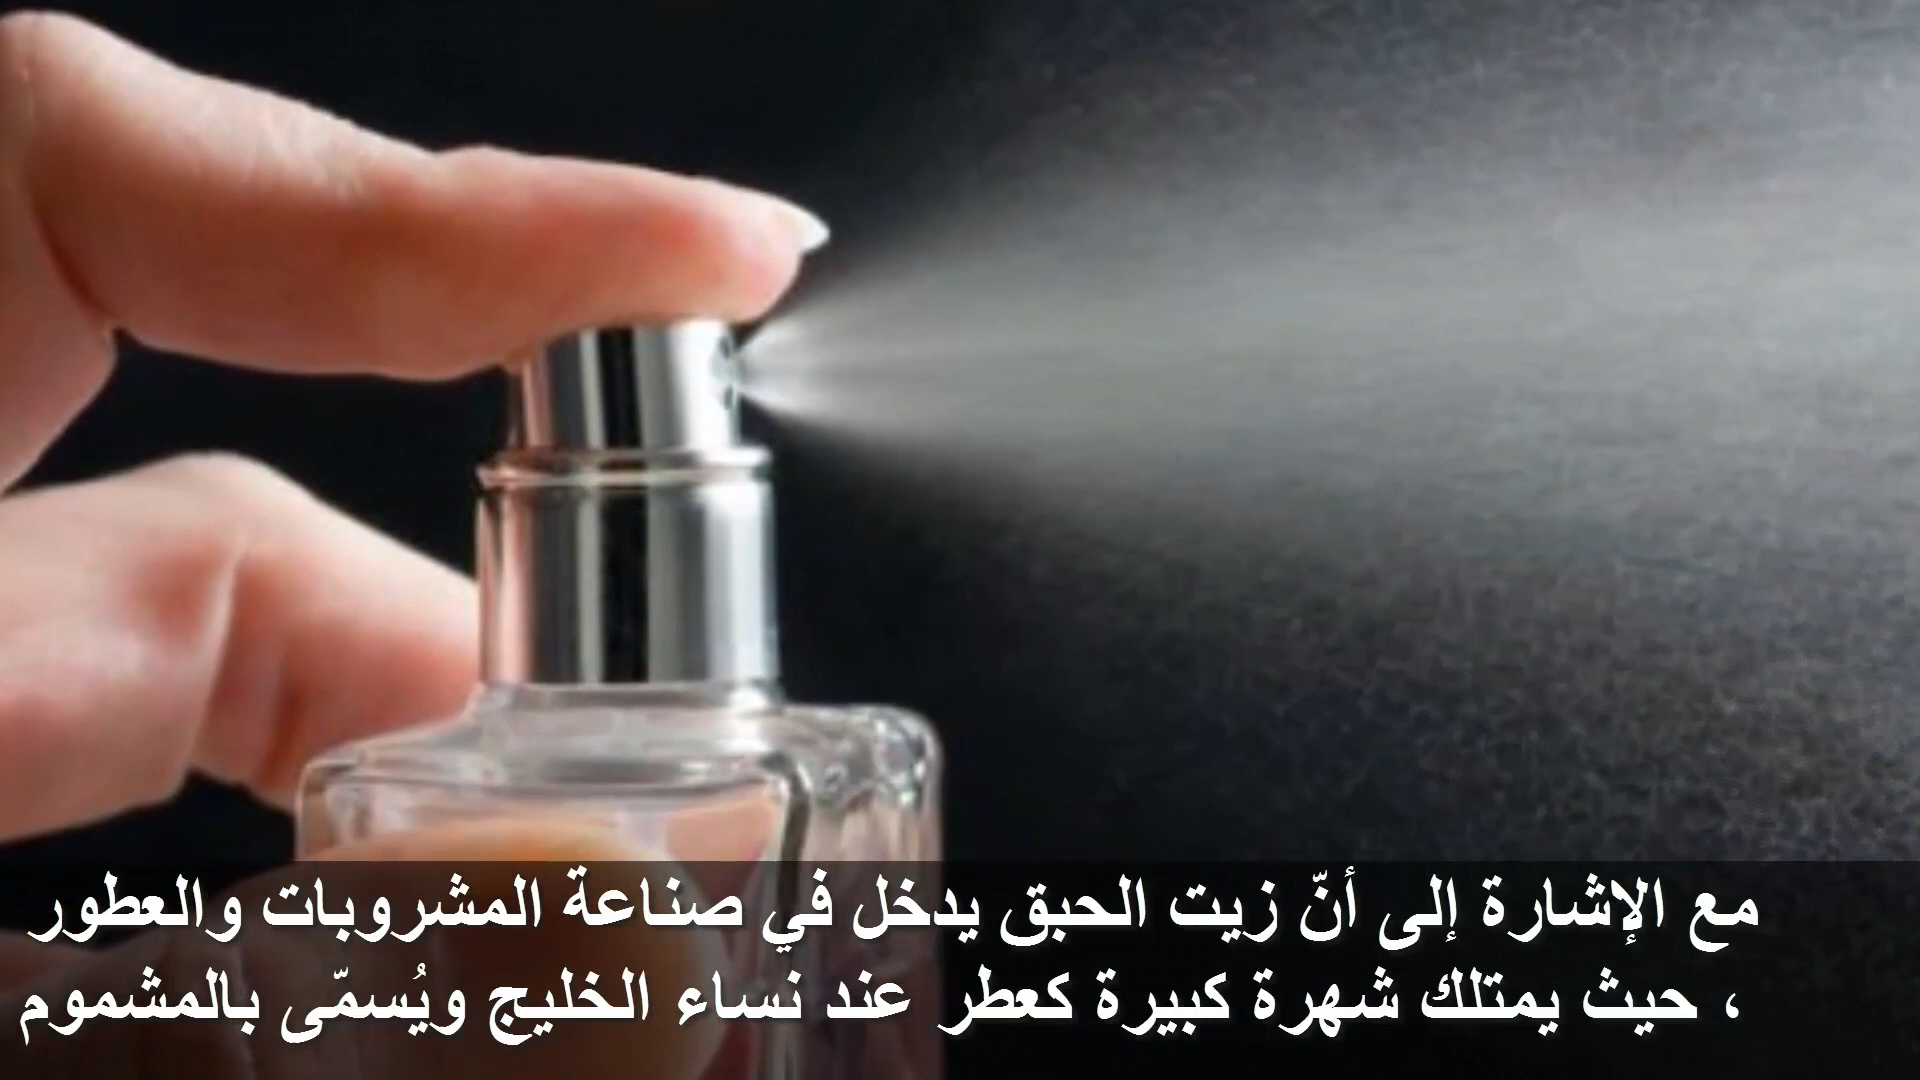 مع الإشارة إلى أنّ زيت الحبق يدخل في صناعة المشروبات والعطور
، حيث يمتلك شهرة كبيرة كعطر عند نساء الخليج ويُسمّى بالمشموم